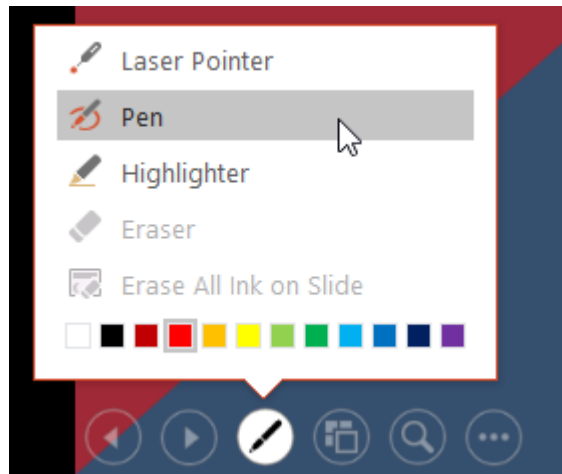 Laser Pointer
Pen
Highlighter
Eraser
Erase All Ink on Slide